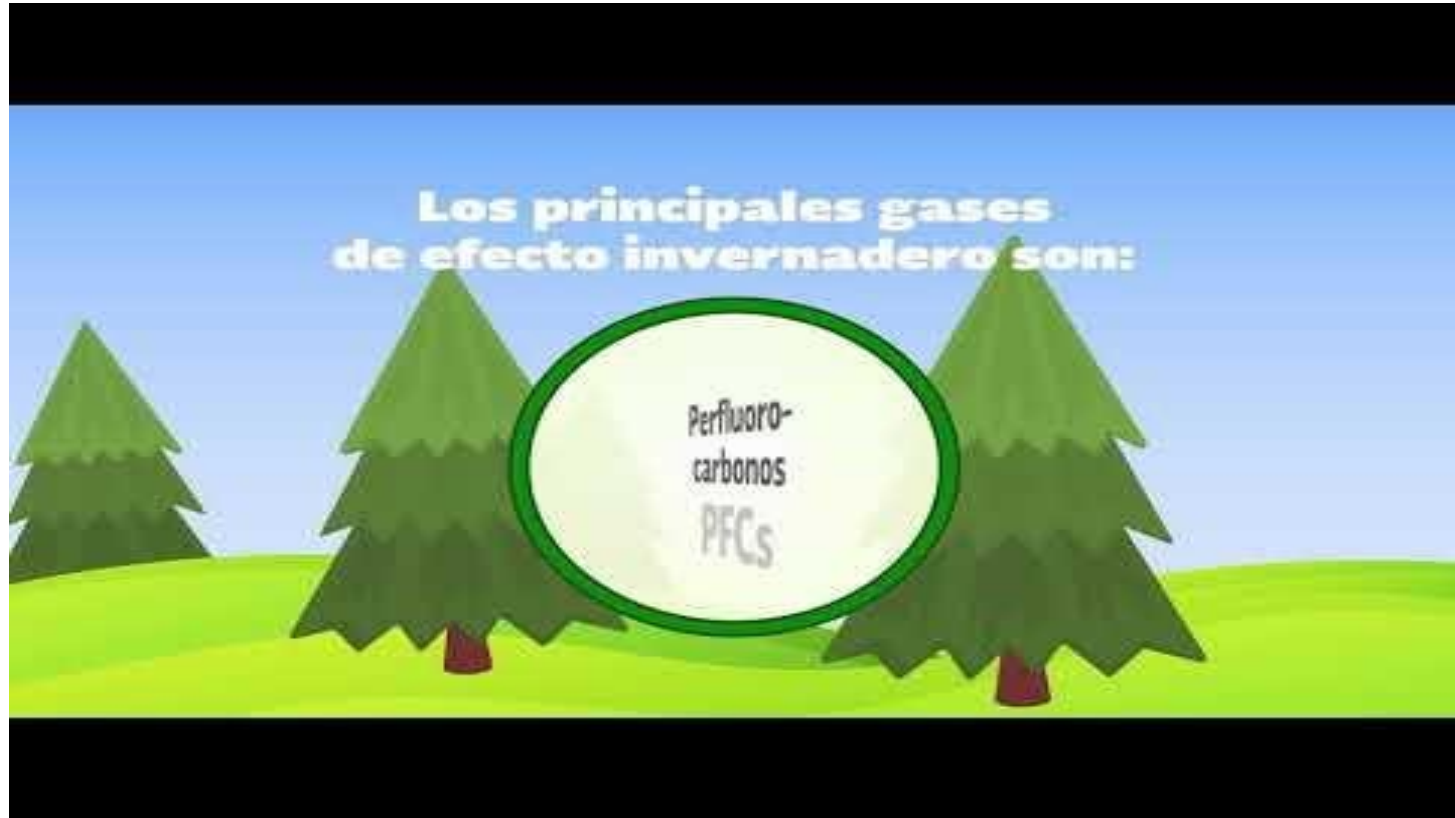 Los principales gases
de efecto invernadero son:
Perfluoro-
carbonos
PFCs